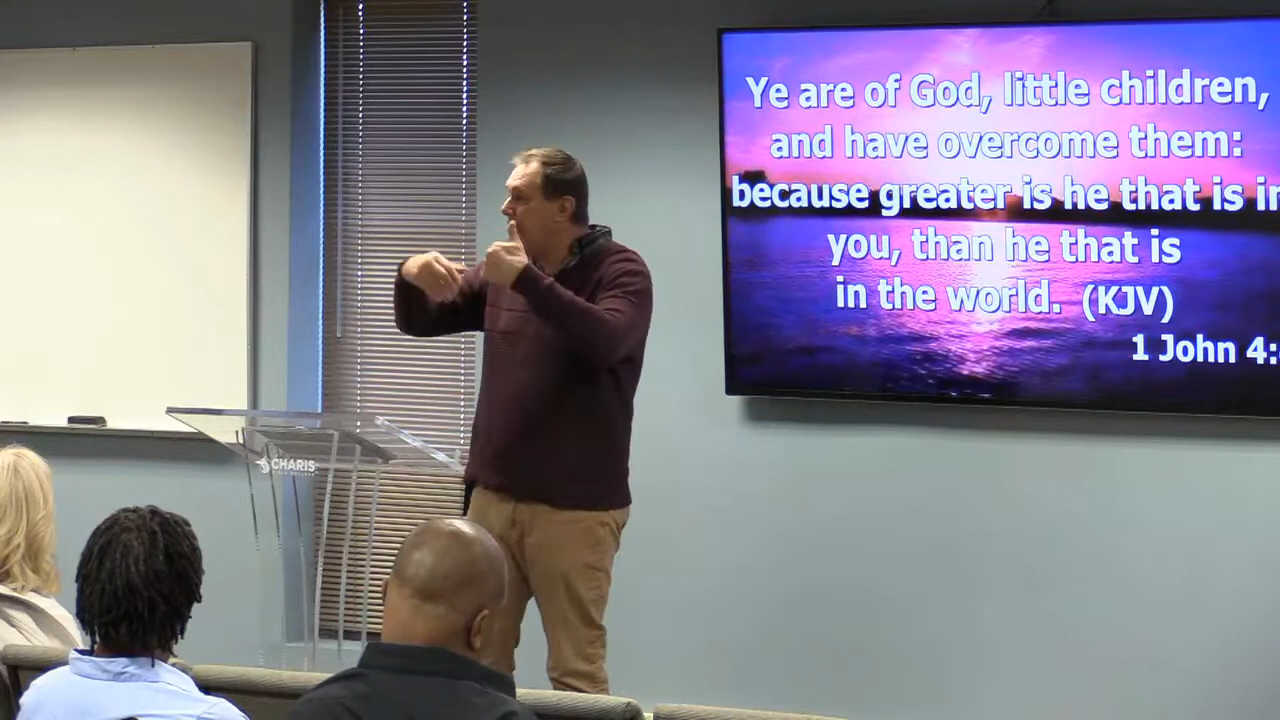 Ye are of God, little children,
and have overcome them:
because greater is he that is in
you, than he that is
in the world. (KJV)
1 John 4:
CHARIS